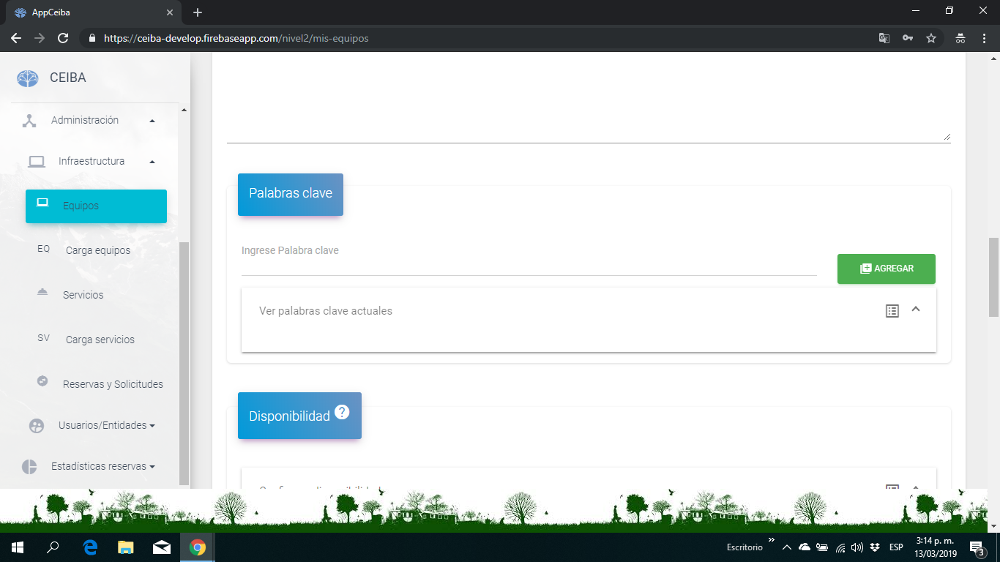 AppCeiba
https://ceiba-develop.firebaseapp.com/nivel2/mis-equipos
CEIBA
Administración
Infraestructura
Equipos
EQ Carga equipos
Servicios
SV Carga servicios
Reservas y Solicitudes
Usuarios/Entidades
Estadísticas reservas
Palabras clave
Ingrese Palabra clave
AGREGAR
Ver palabras clave actuales
Disponibilidad ?
Escritorio
ESP
3:14 p. m.
13/03/2019
3